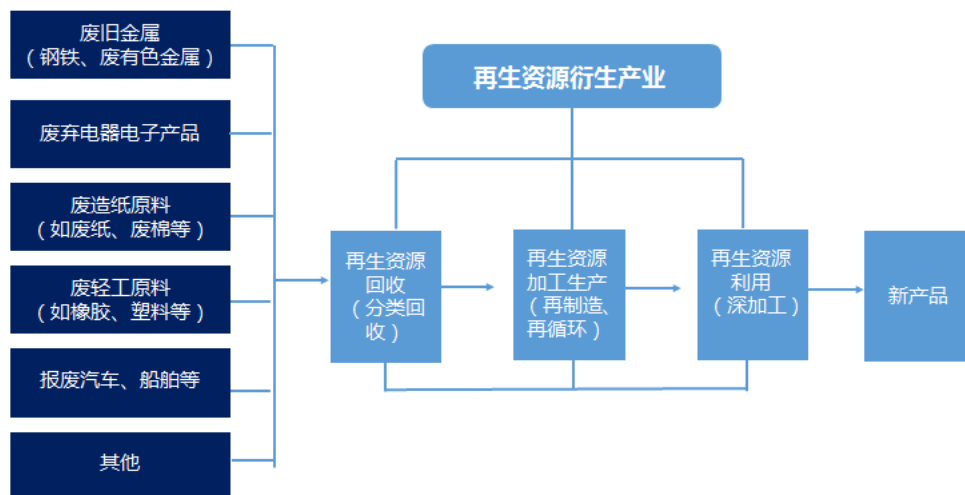 废旧金属
（钢铁、废有色金属）
废弃电器电子产品
废造纸原料
（如废纸、废棉等）
废轻工原料
（如橡胶、塑料等）
报废汽车、船舶等
其他
再生资源衍生产业
再生资源
回收
（分类回
收）
再生资源
加工生产
（再制造、
再循环）
再生资源
利用
（深加工）
新产品